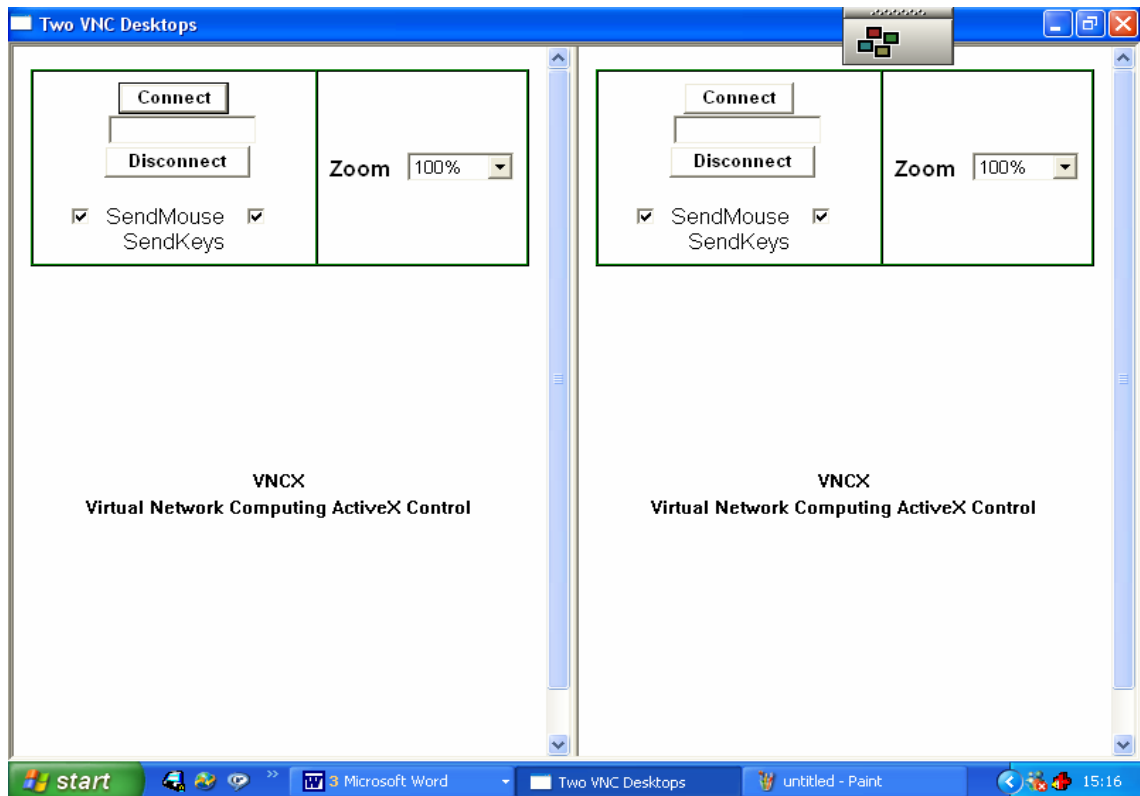 Two VNC Desktops
Connect
Disconnect
Zoom 100%
SendMouse
SendKeys
VNCX
Virtual Network Computing ActiveX Control
Connect
Disconnect
Zoom 100%
SendMouse
SendKeys
VNCX
Virtual Network Computing ActiveX Control
start » 3 Microsoft Word Two VNC Desktops untitled - Paint 15:16